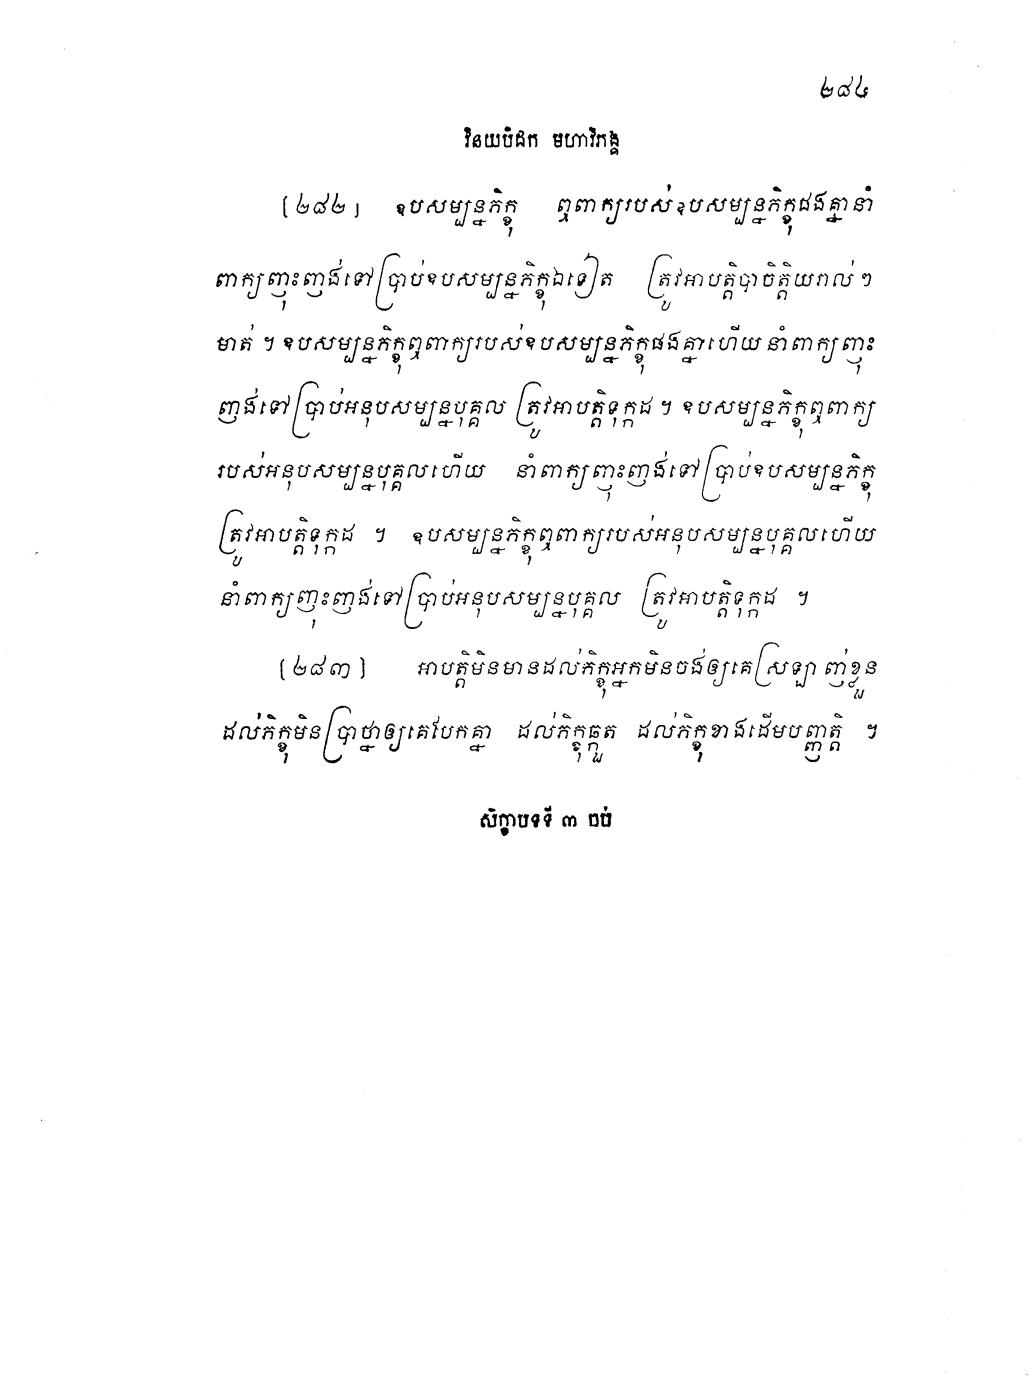 ២៨៤
វិនយបិដក មហាវិភង្គ
(២៨២) ឧបសម្បន្នភិក្ខុ ឮពាក្យរបស់ឧបសម្បន្នភិក្ខុផងគ្នានាំ
ពាក្យញុះញង់ទៅប្រាប់ឧបសម្បន្នភិក្ខុឯទៀត ត្រូវអាបត្តិបាចិត្តិយរាល់ៗ
មាត់ ។ ឧបសម្បន្នភិក្ខុឮពាក្យរបស់ឧបសម្បន្នភិក្ខុផងគ្នាហើយ នាំពាក្យញុះ
ញង់ទៅប្រាប់អនុបសម្បន្នបុគ្គល ត្រូវអាបត្តិទុក្កដ ។ ឧបសម្បន្នភិក្ខុឮពាក្យ
របស់អនុបសម្បន្នបុគ្គលហើយ នាំពាក្យញុះញង់ទៅប្រាប់ឧបសម្បន្នភិក្ខុ
ត្រូវអាបត្តិទុក្កដ ។ ឧបសម្បន្នភិក្ខុឮពាក្យរបស់អនុបសម្បន្នបុគ្គលហើយ
នាំពាក្យញុះញង់ទៅប្រាប់អនុបសម្បន្នបុគ្គល ត្រូវអាបត្តិទុក្កដ ។
(២៨៣) អាបត្តិមិនមានដល់ភិក្ខុអ្នកមិនចង់ឲ្យគេស្រឡាញ់ខ្លួន
ដល់ភិក្ខុមិនប្រាថ្នាឲ្យគេបែកគ្នា ដល់ភិក្ខុឆ្កួត ដល់ភិក្ខុខាងដើមបញ្ញត្តិ ។
សិក្ខាបទទី ៣ ចប់